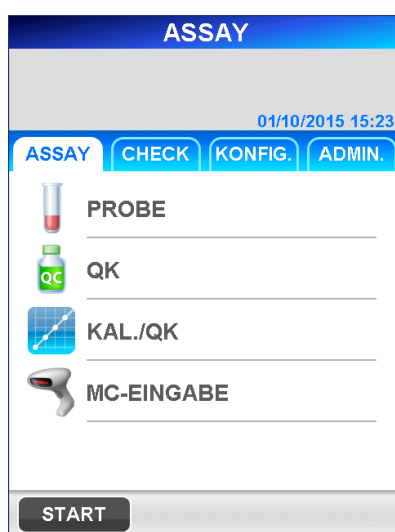 ASSAY
01/10/2015 15:23
ASSAY CHECK KONFIG. ADMIN.
PROBE
QC
QK
KAL./QK
MC-EINGABE
START